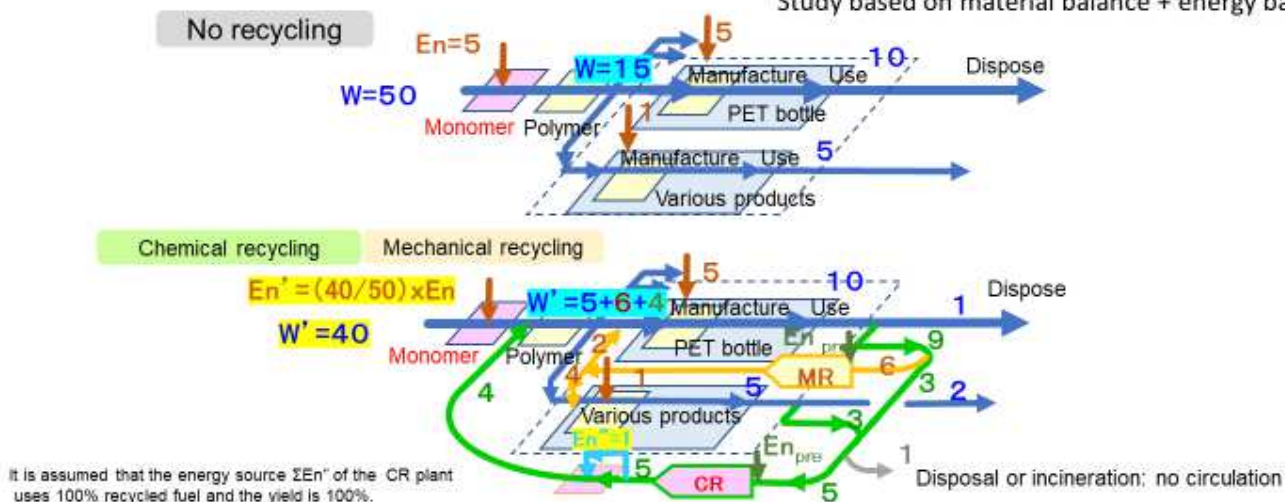 Study based on material balance + energy ba
No recycling
En=5
5
10
W=15
Manufacture Use
Dispose
W=50
PET bottle
Monomer
Polymer
1
Manufacture Use
5
Various products
Chemical recycling
Mechanical recycling
En'=(40/50)xEn
5
10
W'=5+6+4
Manufacture Use
1
Dispose
W'=40
Monomer
Polymer
2
PET bottle
En pre
9
4
4
1
MR
6
3
5
2
Various products
3
En"=1
En pre
1
It is assumed that the energy source ΣEn" of the CR plant
uses 100% recycled fuel and the yield is 100%.
5
CR
5
Disposal or incineration: no circulation